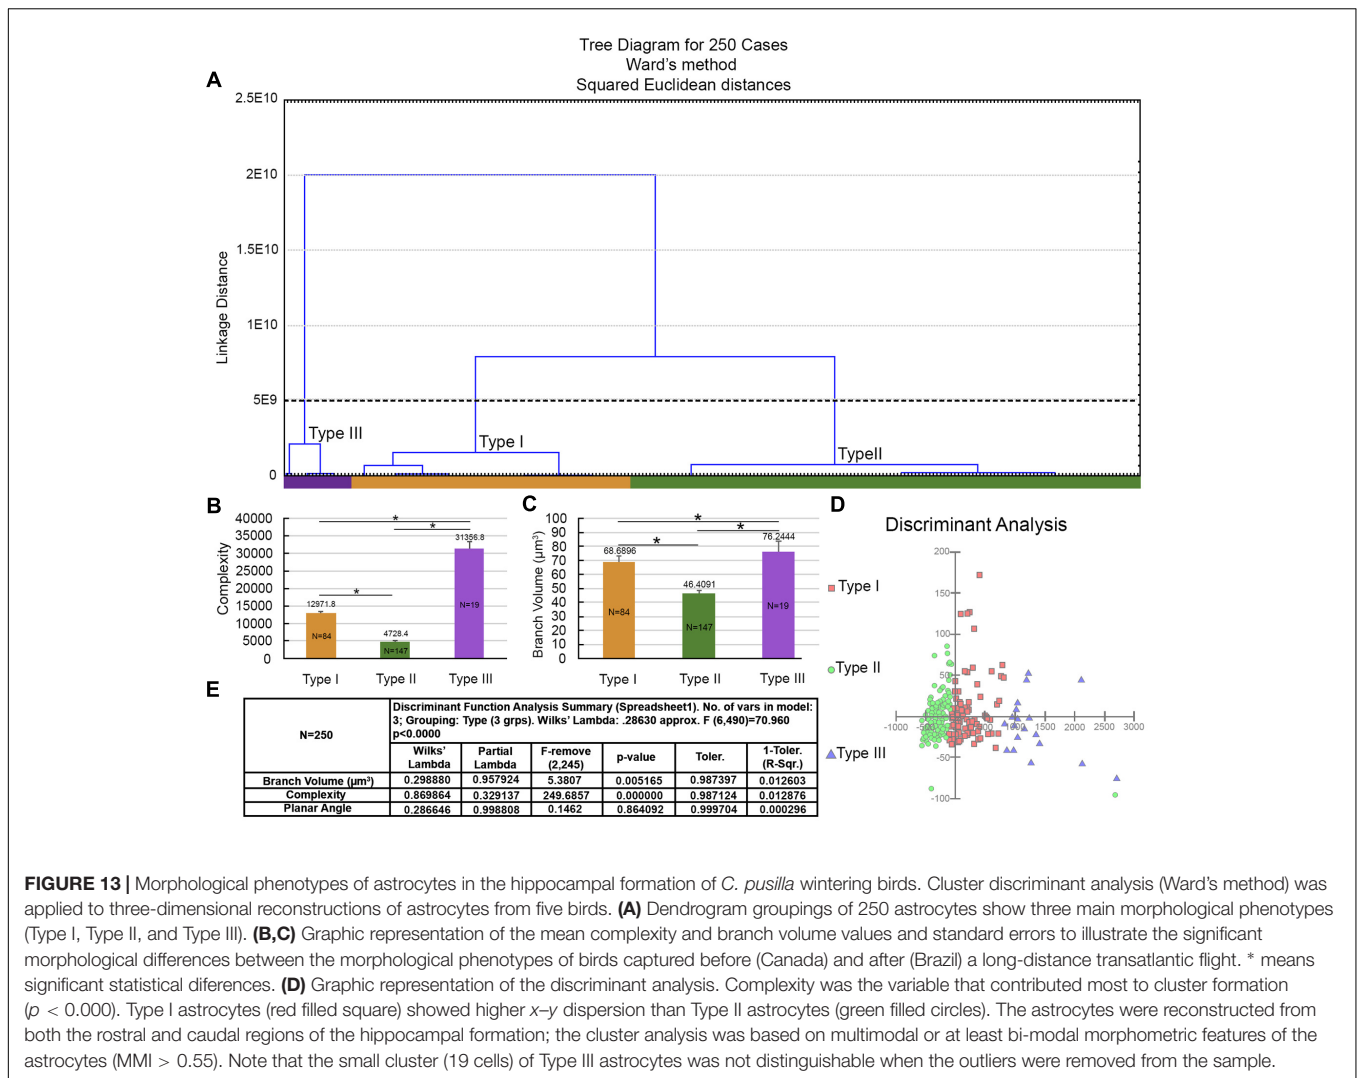 Tree Diagram for 250 Cases
Ward's method
Squared Euclidean distances
A
2.5E10
2E10
1.5E10
1E10
5E9
0
Linkage Distance
Type III
Type I
TypeII
B
40000
35000
30000
25000
20000
15000
10000
5000
0
Complexity
*
*
*
12971.8
4728.4
31356.8
N=84
N=147
N=19
Type I
Type II
Type III
C
100
90
80
70
60
50
40
30
20
10
0
Branch Volume (µm³)
*
*
*
68.6896
46.4091
76.2444
N=84
N=147
N=19
Type I
Type II
Type III
D
Discriminant Analysis
Type I
Type II
Type III
200
150
100
50
-50
-100
-1000
1000
1500
2000
2500
3000
E
N=250
Discriminant Function Analysis Summary (Spreadsheet1). No. of vars in model:
3; Grouping: Type (3 grps). Wilks' Lambda: .28630 approx. F (6,490)=70.960
p<0.0000
Wilks' Lambda Partial Lambda F-remove (2,245) p-value Toler. 1-Toler. (R-Sqr.)
Branch Volume (µm³) 0.298880 0.957924 5.3807 0.005165 0.987397 0.012603
Complexity 0.869864 0.329137 249.6857 0.000000 0.987124 0.012876
Planar Angle 0.286646 0.998808 0.1462 0.864092 0.999704 0.000296
FIGURE 13 | Morphological phenotypes of astrocytes in the hippocampal formation of C. pusilla wintering birds. Cluster discriminant analysis (Ward's method) was
applied to three-dimensional reconstructions of astrocytes from five birds. (A) Dendrogram groupings of 250 astrocytes show three main morphological phenotypes
(Type I, Type II, and Type III). (B,C) Graphic representation of the mean complexity and branch volume values and standard errors to illustrate the significant
morphological differences between the morphological phenotypes of birds captured before (Canada) and after (Brazil) a long-distance transatlantic flight. * means
significant statistical diferences. (D) Graphic representation of the discriminant analysis. Complexity was the variable that contributed most to cluster formation
(p < 0.000). Type I astrocytes (red filled square) showed higher x–y dispersion than Type II astrocytes (green filled circles). The astrocytes were reconstructed from
both the rostral and caudal regions of the hippocampal formation; the cluster analysis was based on multimodal or at least bi-modal morphometric features of the
astrocytes (MMI > 0.55). Note that the small cluster (19 cells) of Type III astrocytes was not distinguishable when the outliers were removed from the sample.